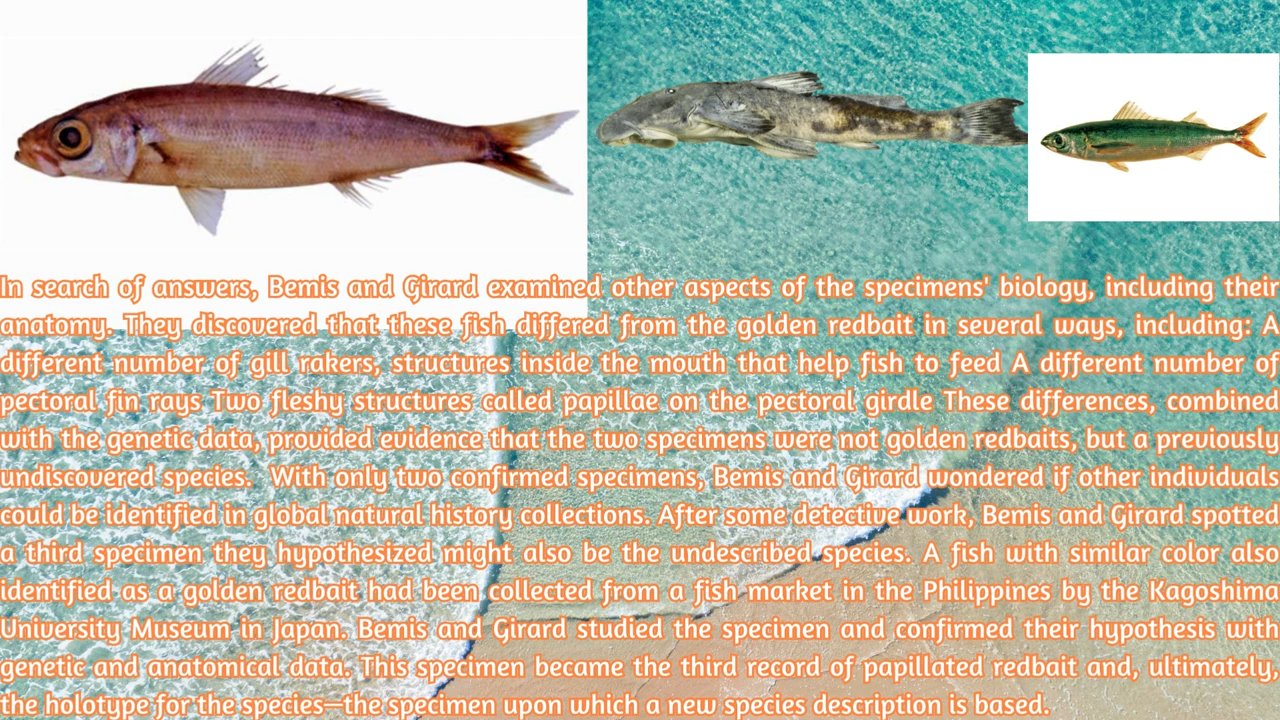 In search of answers, Bemis and Girard examined other aspects of the specimens' biology, including their
anatomy. They discovered that these fish differed from the golden redbait in several ways, including: A
different number of gill rakers, structures inside the mouth that help fish to feed A different number of
pectoral fin rays Two fleshy structures called papillae on the pectoral girdle These differences, combined
with the genetic data, provided evidence that the two specimens were not golden redbaits, but a previously
undiscovered species.  With only two confirmed specimens, Bemis and Girard wondered if other individuals
could be identified in global natural history collections. After some detective work, Bemis and Girard spotted
a third specimen they hypothesized might also be the undescribed species. A fish with similar color also
identified as a golden redbait had been collected from a fish market in the Philippines by the Kagoshima
University Museum in Japan. Bemis and Girard studied the specimen and confirmed their hypothesis with
genetic and anatomical data. This specimen became the third record of papillated redbait and, ultimately,
the holotype for the species—the specimen upon which a new species description is based.